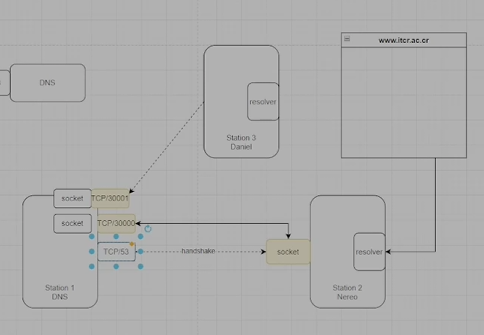 www.itcr.ac.cr
DNS
resolver
Station 3
Daniel
socket
TCP/30001
socket
TCP/30000
TCP/53
handshake
socket
resolver
Station 1
DNS
Station 2
Nereo